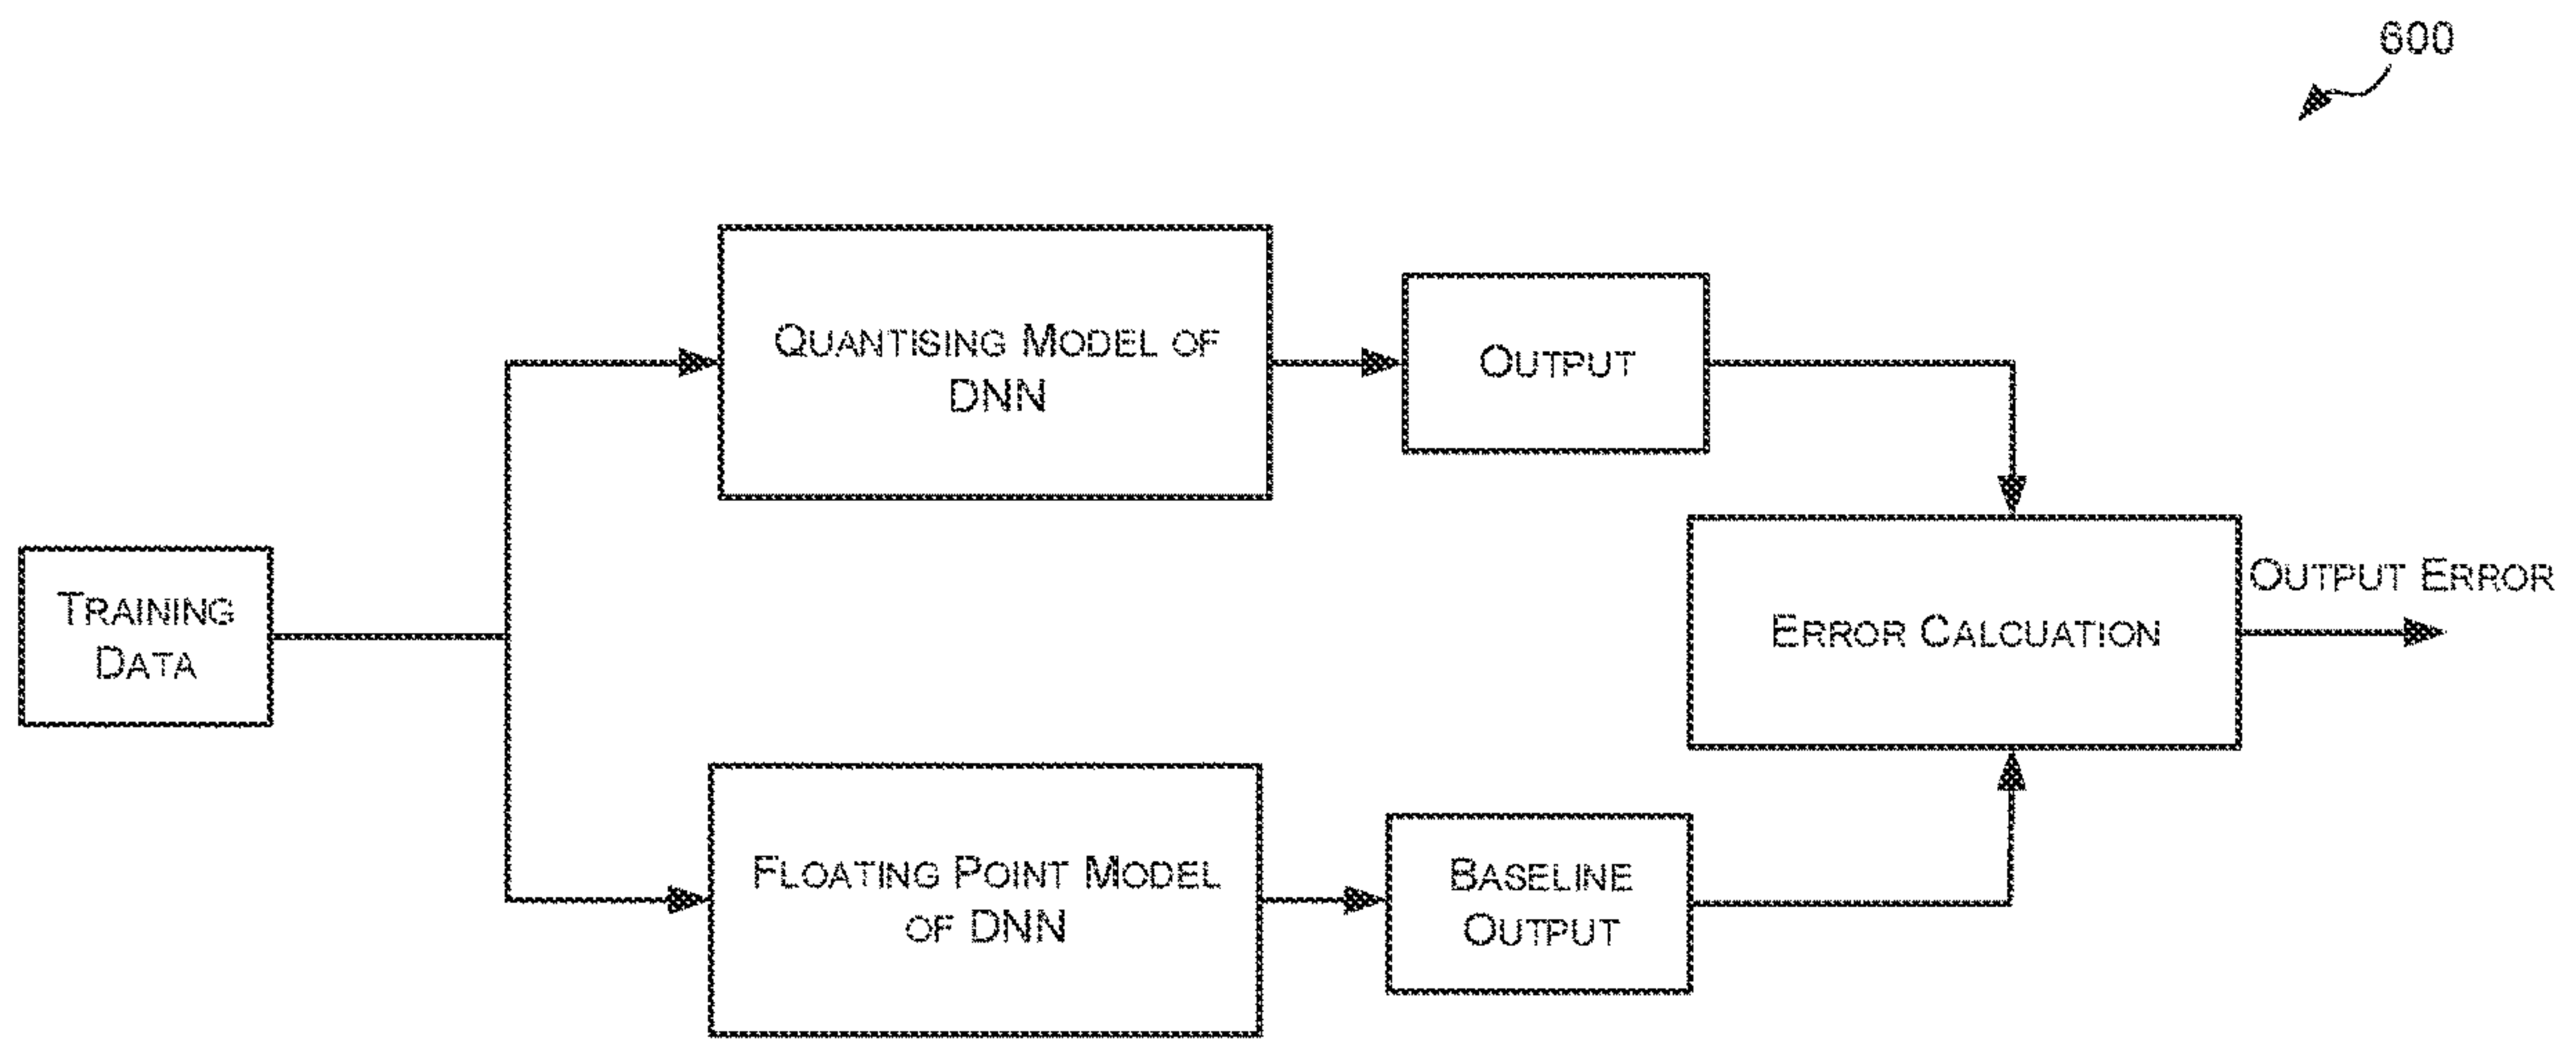 600
QUANTISING MODEL OF
DNN
OUTPUT
TRAINING
DATA
ERROR CALCUATION
OUTPUT ERROR
FLOATING POINT MODEL
OF DNN
BASELINE
OUTPUT